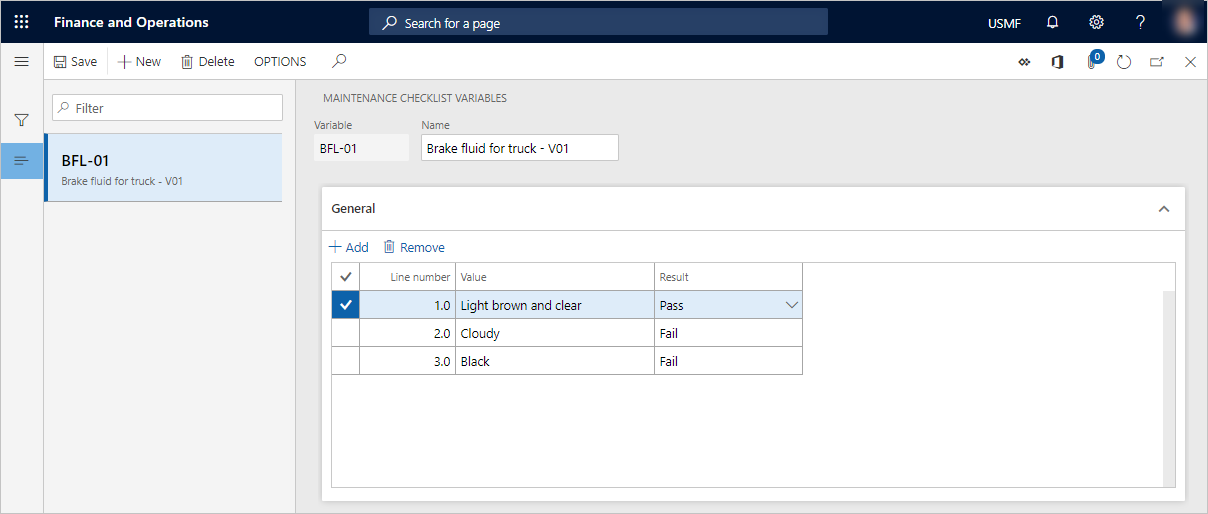 Finance and Operations
Search for a page
USMF
?
Save
New
Delete
OPTIONS
0
Filter
BFL-01
Brake fluid for truck - V01
MAINTENANCE CHECKLIST VARIABLES
Variable Name
BFL-01 Brake fluid for truck - V01
General
Add Remove
Line number Value Result
1.0 Light brown and clear Pass
2.0 Cloudy Fail
3.0 Black Fail